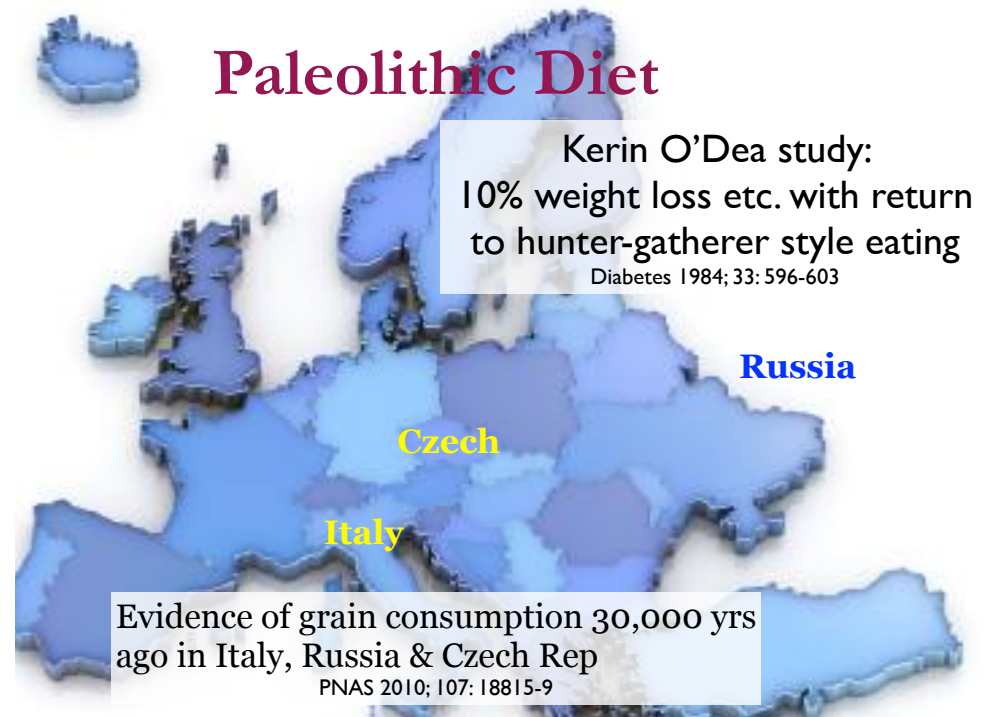 Paleolithic Diet
Kerin O'Dea study:
10% weight loss etc. with return
to hunter-gatherer style eating
Diabetes 1984; 33: 596-603
Russia
Czech
Italy
Evidence of grain consumption 30,000 yrs
ago in Italy, Russia & Czech Rep
PNAS 2010; 107: 18815-9